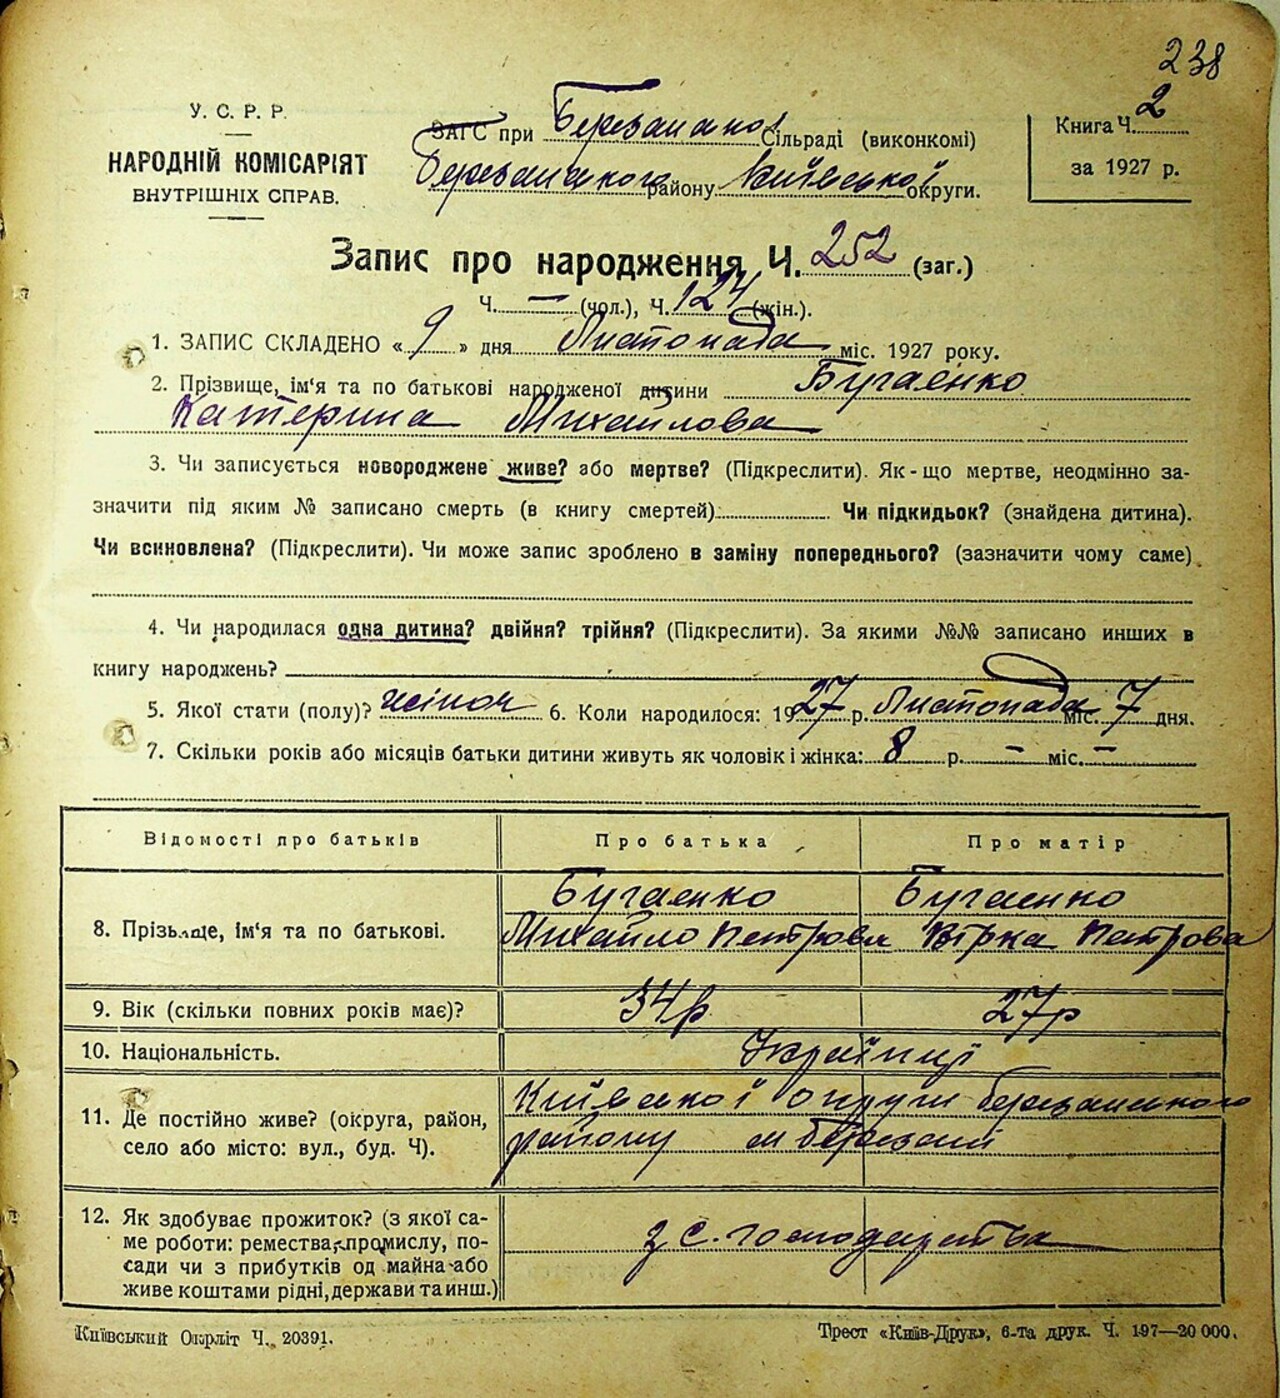 238
У. С. Р. Р.
НАРОДНІЙ КОМІСАРІЯТ
ВНУТРІШНІХ СПРАВ.
ЗАГС при Сільраді (виконкомі)
району Київської округи.
Книга Ч. 2
за 1927 р.
Запис про народження Ч. 252 (заг.)
Ч. — (чол.), Ч. 124 (жін.).
1. ЗАПИС СКЛАДЕНО « 9 » дня Листопада міс. 1927 року.
2. Прізвище, ім'я та по батькові народженої дитини Бугаенко
Катерина Михайлова
3. Чи записується новороджене живе? або мертве? (Підкреслити). Як-що мертве, неодмінно за-
значити під яким № записано смерть (в книгу смертей) Чи підкидьок? (знайдена дитина).
Чи всиновлена? (Підкреслити). Чи може запис зроблено в заміну попереднього? (зазначити чому саме)
4. Чи народилася одна дитина? двійня? трійня? (Підкреслити). За якими №№ записано инших в
книгу народжень?
5. Якої стати (полу)? жіноч 6. Коли народилося: 1927 р. Листопада міс. 7 дня.
7. Скільки років або місяців батьки дитини живуть як чоловік і жінка: 8 р. — міс. —
Відомості про батьків Про батька Про матір
8. Прізвище, ім'я та по батькові. Бугаенко Бугаенко
Михайло Петрова Вірка Петрова
9. Вік (скільки повних років має)? 34р 27р
10. Національність. Українці
11. Де постійно живе? (округа, район,
село або місто: вул., буд. Ч).
Київської округи березанського
району м березані
12. Як здобуває прожиток? (з якої са-
ме роботи: ремества, промислу, по-
сади чи з прибутків од майна або
живе коштами рідні, держави та инш.)
з с. господарства
Київський Окрліт Ч. 20391.
Трест «Київ-Друк», 6-та друк. Ч. 197—20 000.